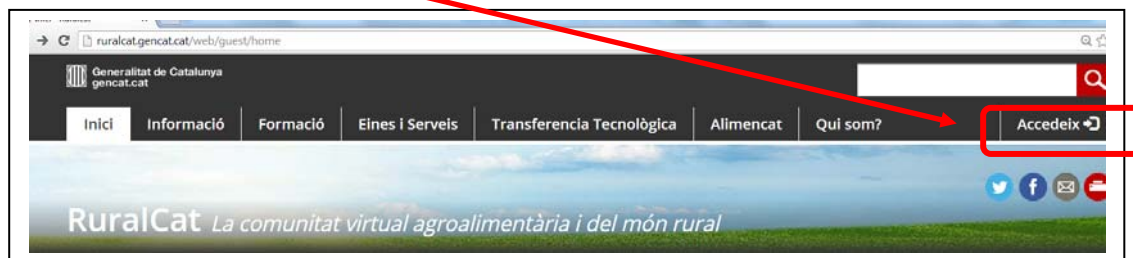 ruralcat.gencat.cat/web/guest/home
Generalitat de Catalunya
gencat.cat
Inici Informació Formació Eines i Serveis Transferencia Tecnològica Alimencat Qui som? Accedeix
RuralCat La comunitat virtual agroalimentària i del món rural